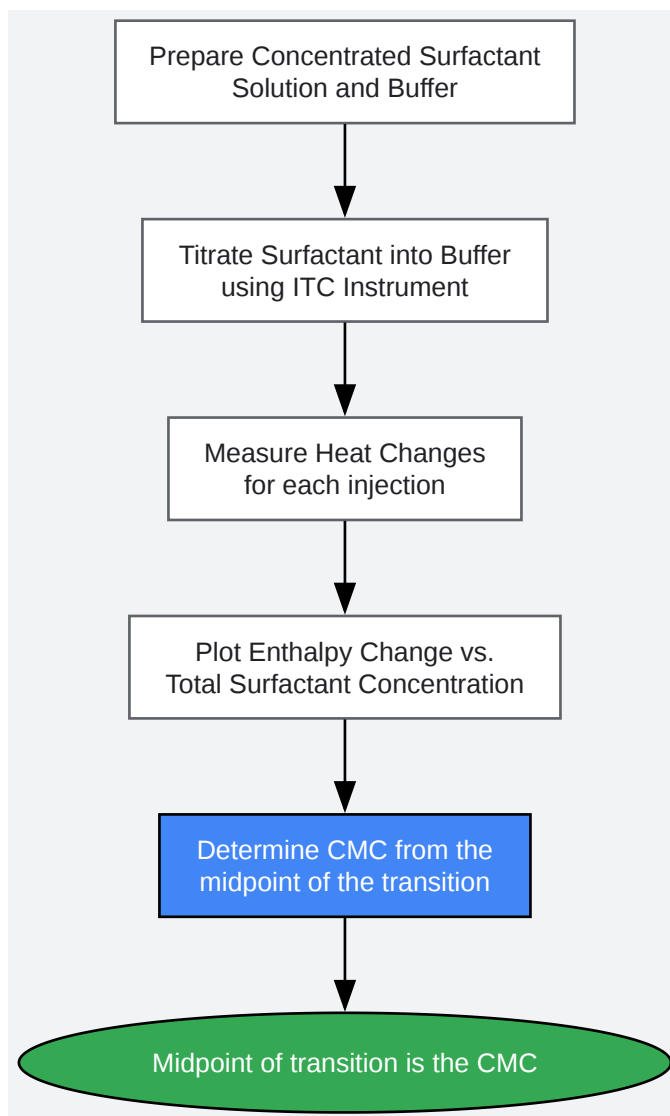 Prepare Concentrated Surfactant
Solution and Buffer
Titrate Surfactant into Buffer
using ITC Instrument
Measure Heat Changes
for each injection
Plot Enthalpy Change vs.
Total Surfactant Concentration
Determine CMC from the
midpoint of the transition
Midpoint of transition is the CMC